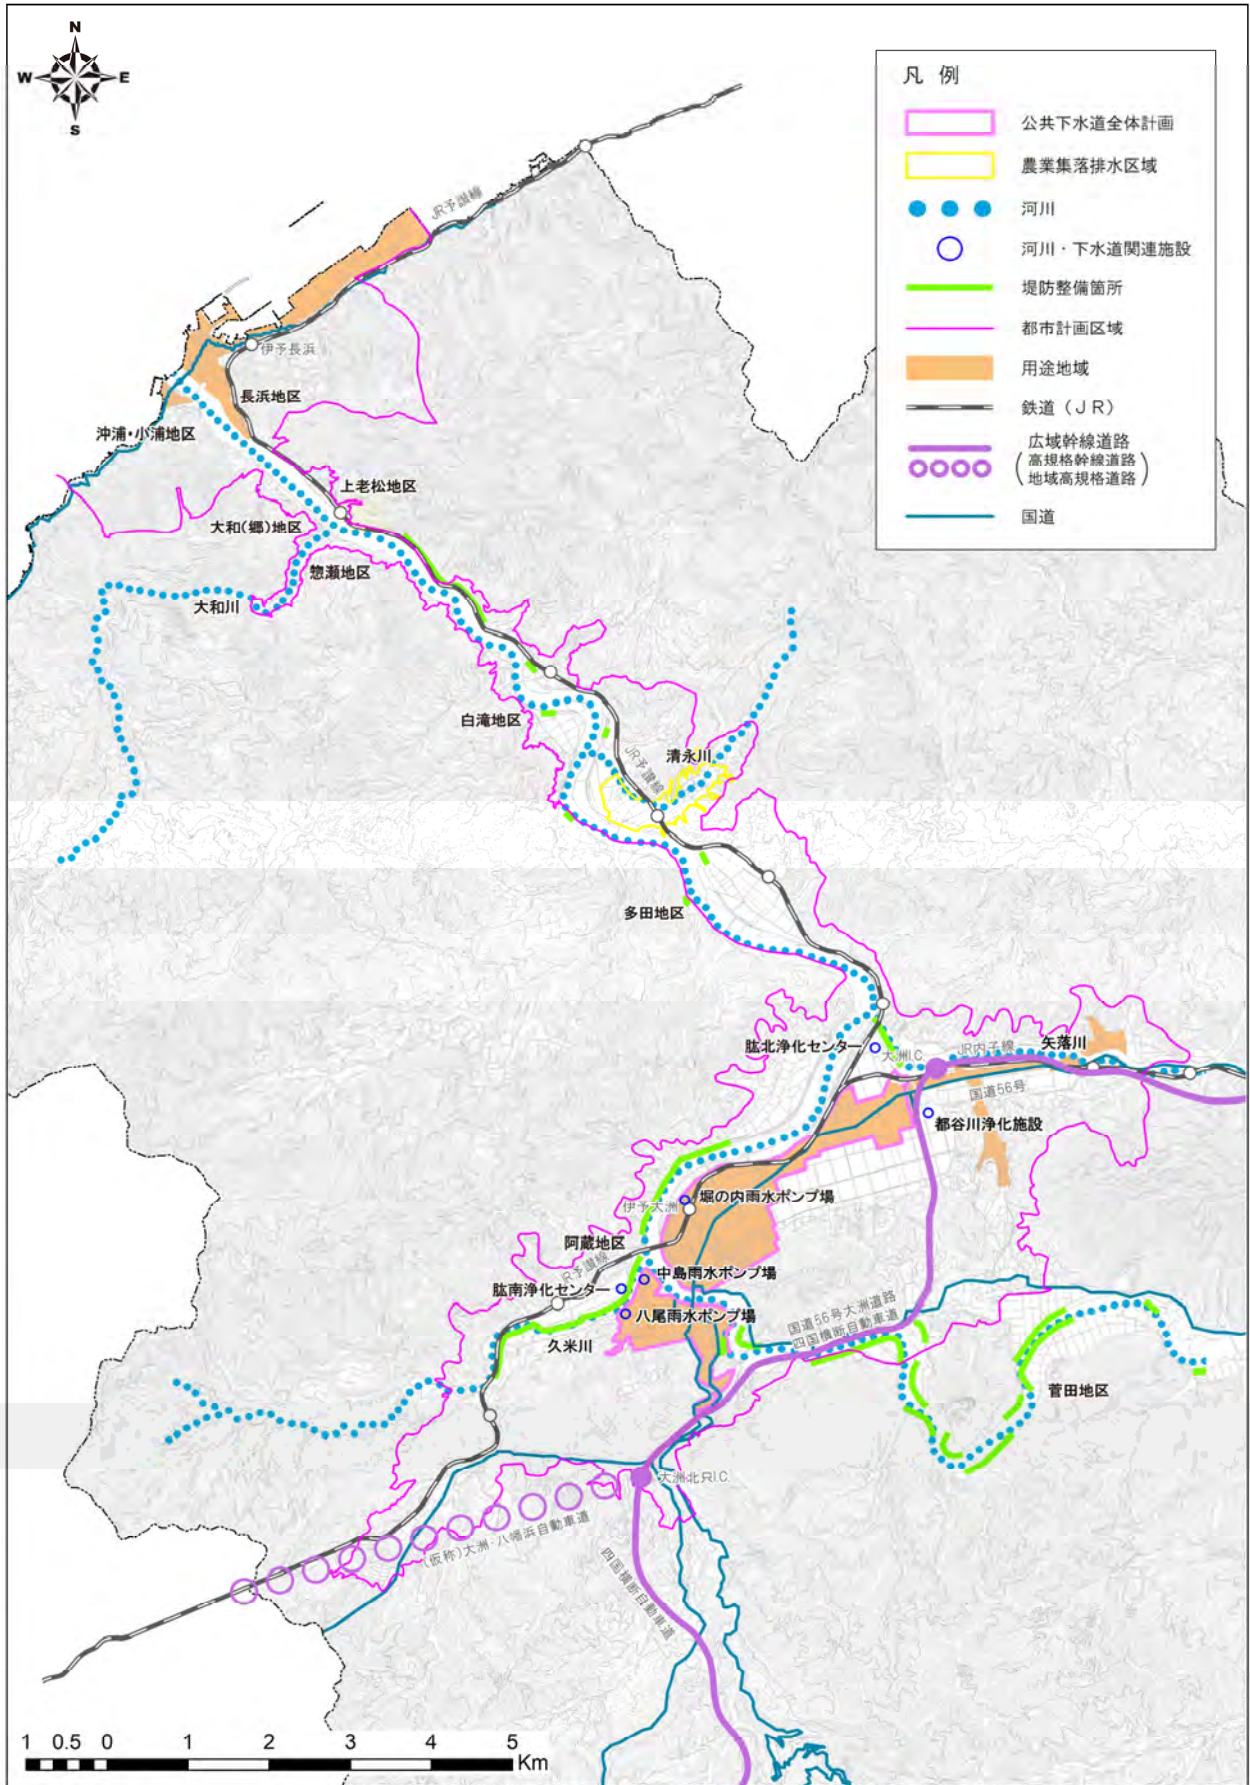 N
W
E
S
凡 例
公共下水道全体計画
農業集落排水区域
河川
河川・下水道関連施設
堤防整備箇所
都市計画区域
用途地域
鉄道（ＪＲ）
広域幹線道路
(高規格幹線道路
地域高規格道路)
国道
JR予讃線
伊予長浜
長浜地区
沖浦・小浦地区
上老松地区
大和(郷)地区
惣瀬地区
大和川
白滝地区
清永川
JR予讃線
多田地区
肱北浄化センター
大洲I.C.
JR内子線
矢落川
国道56号
都谷川浄化施設
堀の内雨水ポンプ場
伊予大洲
阿蔵地区
JR予讃線
中島雨水ポンプ場
肱南浄化センター
八尾雨水ポンプ場
久米川
国道56号大洲道路
四国横断自動車道
菅田地区
大洲北只I.C.
(仮称)大洲・八幡浜自動車道
四国横断自動車道
1 0.5 0 1 2 3 4 5
Km